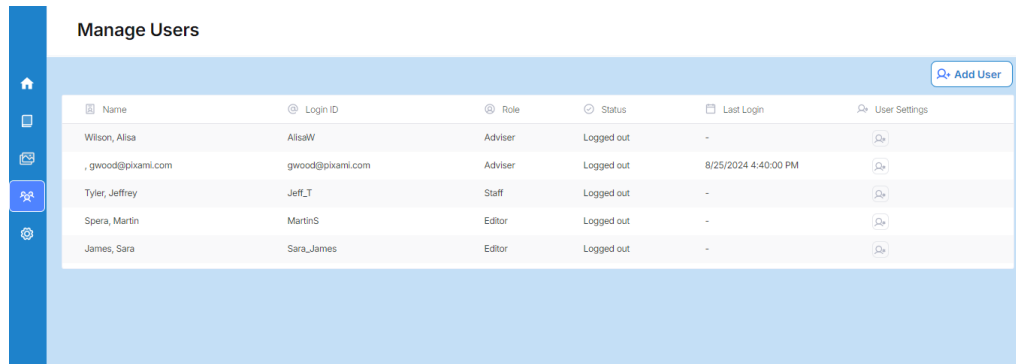 Manage Users
Add User
Name Login ID Role Status Last Login User Settings
Wilson, Alisa AlisaW Adviser Logged out -
, gwood@pixami.com gwood@pixami.com Adviser Logged out 8/25/2024 4:40:00 PM
Tyler, Jeffrey Jeff_T Staff Logged out -
Spera, Martin MartinS Editor Logged out -
James, Sara Sara_James Editor Logged out -